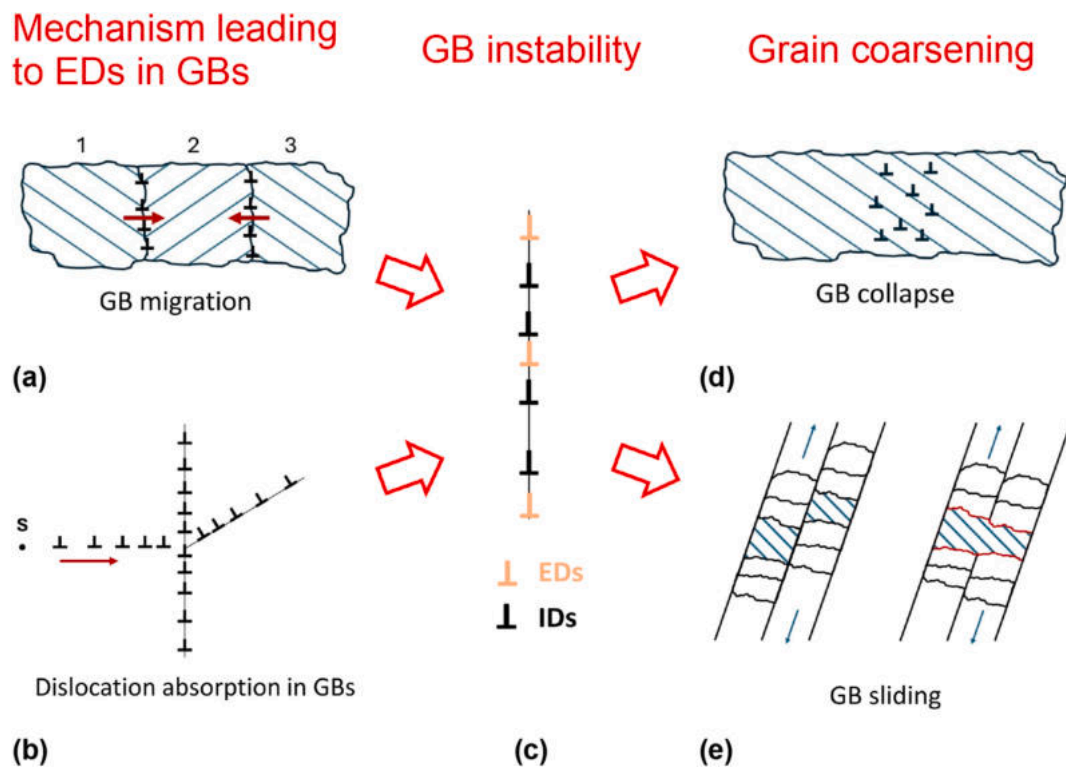 Mechanism leading
to EDs in GBs
GB instability
Grain coarsening
1 2 3
GB migration
(a)
GB collapse
(d)
S
EDs
IDs
Dislocation absorption in GBs
GB sliding
(b)
(c)
(e)